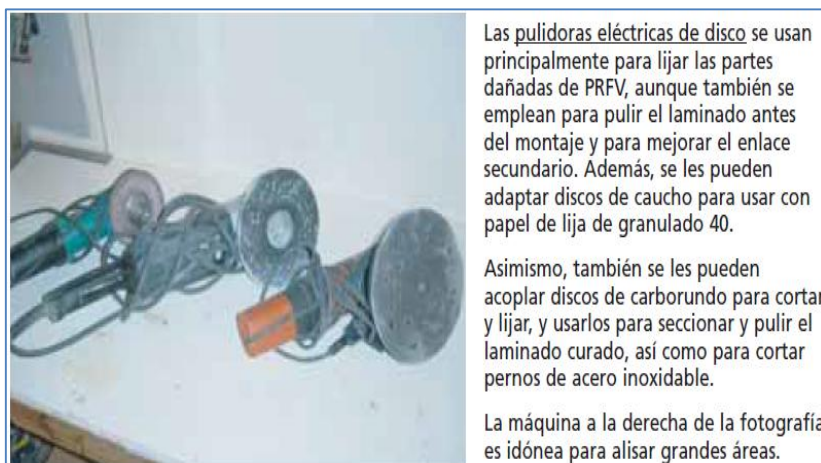 Las pulidoras eléctricas de disco se usan
principalmente para lijar las partes
dañadas de PRFV, aunque también se
emplean para pulir el laminado antes
del montaje y para mejorar el enlace
secundario. Además, se les pueden
adaptar discos de caucho para usar con
papel de lija de granulado 40.
Asimismo, también se les pueden
acoplar discos de carborundo para cortar
y lijar, y usarlos para seccionar y pulir el
laminado curado, así como para cortar
pernos de acero inoxidable.
La máquina a la derecha de la fotografía
es idónea para alisar grandes áreas.